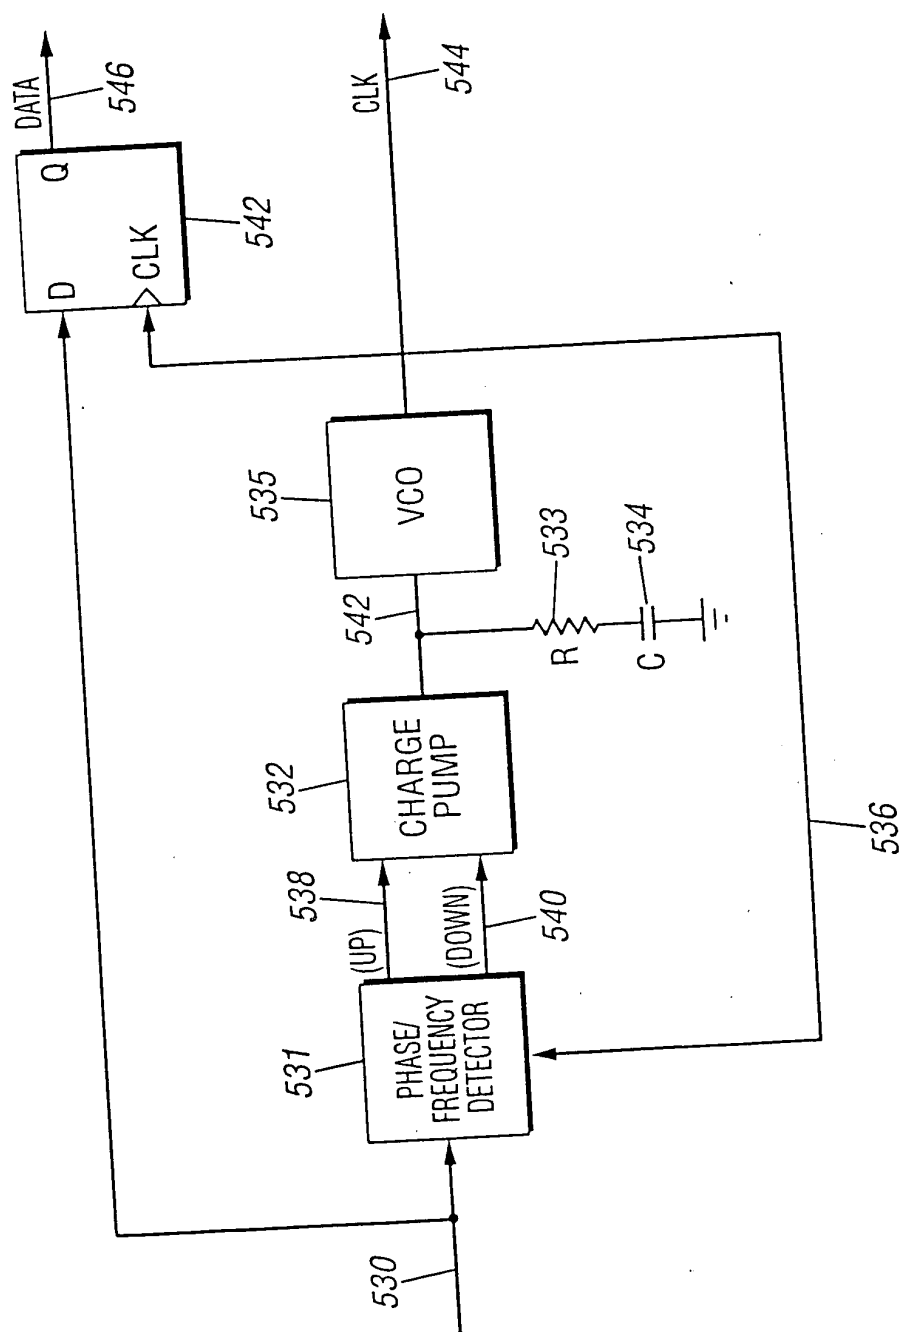 DATA
546
D
Q
CLK
542
CLK
544
535
VCO
542
533
R
534
C
532
CHARGE
PUMP
538
(UP)
(DOWN)
540
531
PHASE/
FREQUENCY
DETECTOR
536
530